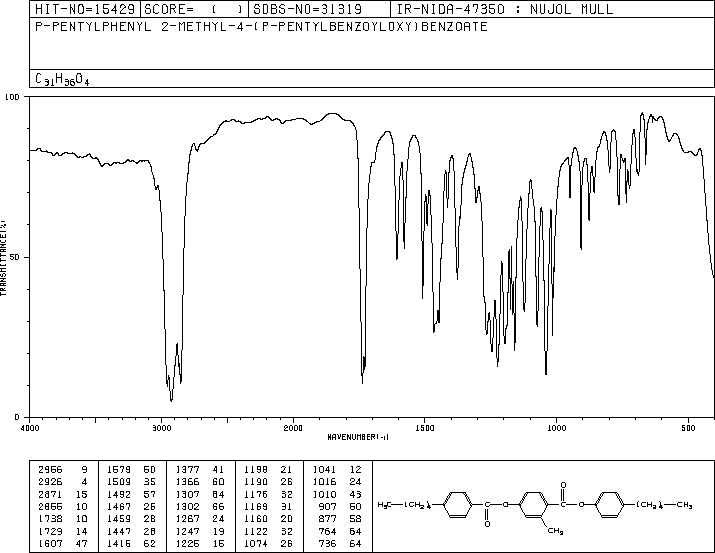 HIT-NO=15429 SCORE= ( ) SDBS-NO=31319 IR-NIDA-47350 : NUJOL MULL
P-PENTYLPHENYL 2-METHYL-4-(P-PENTYLBENZOYLOXY)BENZOATE
C31H36O4
100
50
0
TRANSMITTANCE(%)
4000 3000 2000 1500 1000 500
WAVENUMBER(-1)
2956 9 1579 50 1377 41 1198 21 1041 12
2926 4 1509 35 1366 60 1190 26 1016 24
2871 15 1492 57 1307 64 1176 32 1010 43
2855 10 1467 26 1302 66 1169 31 907 50
1738 10 1459 28 1267 24 1160 20 877 58
1729 14 1447 28 1247 19 1122 32 764 64
1607 47 1416 62 1225 15 1074 26 736 64
H3C (CH2)4 C O O CH3 C O O (CH2)4 CH3